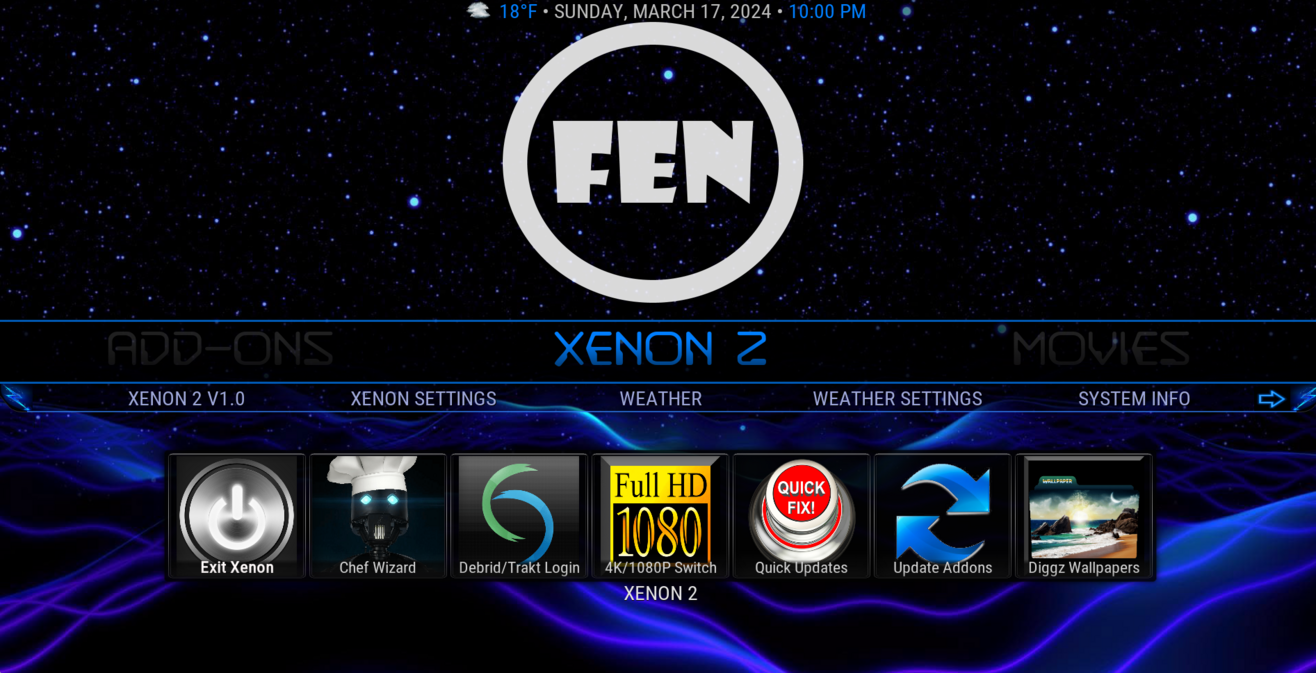 18°F • SUNDAY, MARCH 17, 2024 • 10:00 PM
FEN
ADD-ONS XENON 2 MOVIES
XENON 2 V1.0 XENON SETTINGS WEATHER WEATHER SETTINGS SYSTEM INFO
Full HD
1080
QUICK
FIX!
WALLPAPER
Exit Xenon Chef Wizard Debrid/Trakt Login 4K/1080P Switch Quick Updates Update Addons Diggz Wallpapers
XENON 2